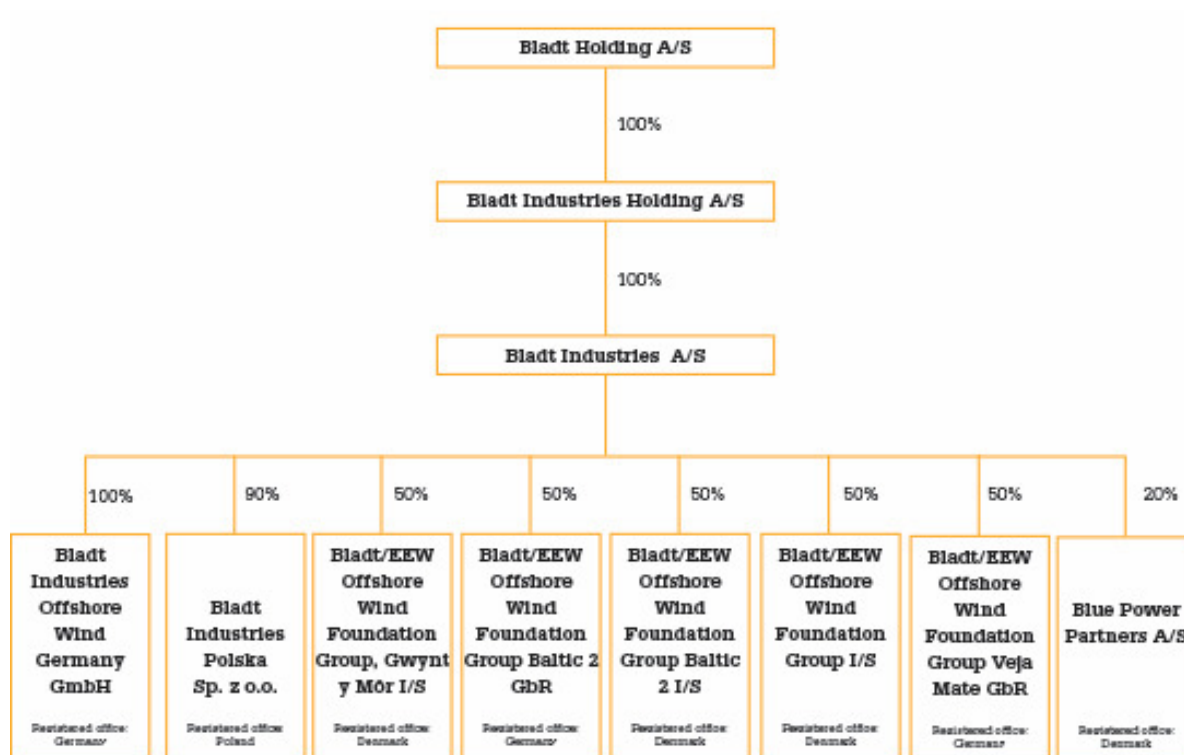 Bladt Holding A/S
100%
Bladt Industries Holding A/S
100%
Bladt Industries A/S
100%
90%
50%
50%
50%
50%
50%
20%
Bladt
Industries
Offshore
Wind
Germany
GmbH
Registered office:
Germany
Bladt
Industries
Polska
Sp. z o.o.
Registered office:
Poland
Bladt/EEW
Offshore
Wind
Foundation
Group, Gwynt
y Môr I/S
Registered office:
Denmark
Bladt/EEW
Offshore
Wind
Foundation
Group Baltic 2
GbR
Registered office:
Germany
Bladt/EEW
Offshore
Wind
Foundation
Group Baltic
2 I/S
Registered office:
Denmark
Bladt/EEW
Offshore
Wind
Foundation
Group I/S
Registered office:
Denmark
Bladt/EEW
Offshore
Wind
Foundation
Group Veja
Mate GbR
Registered office:
Germany
Blue Power
Partners A/S
Registered office:
Denmark